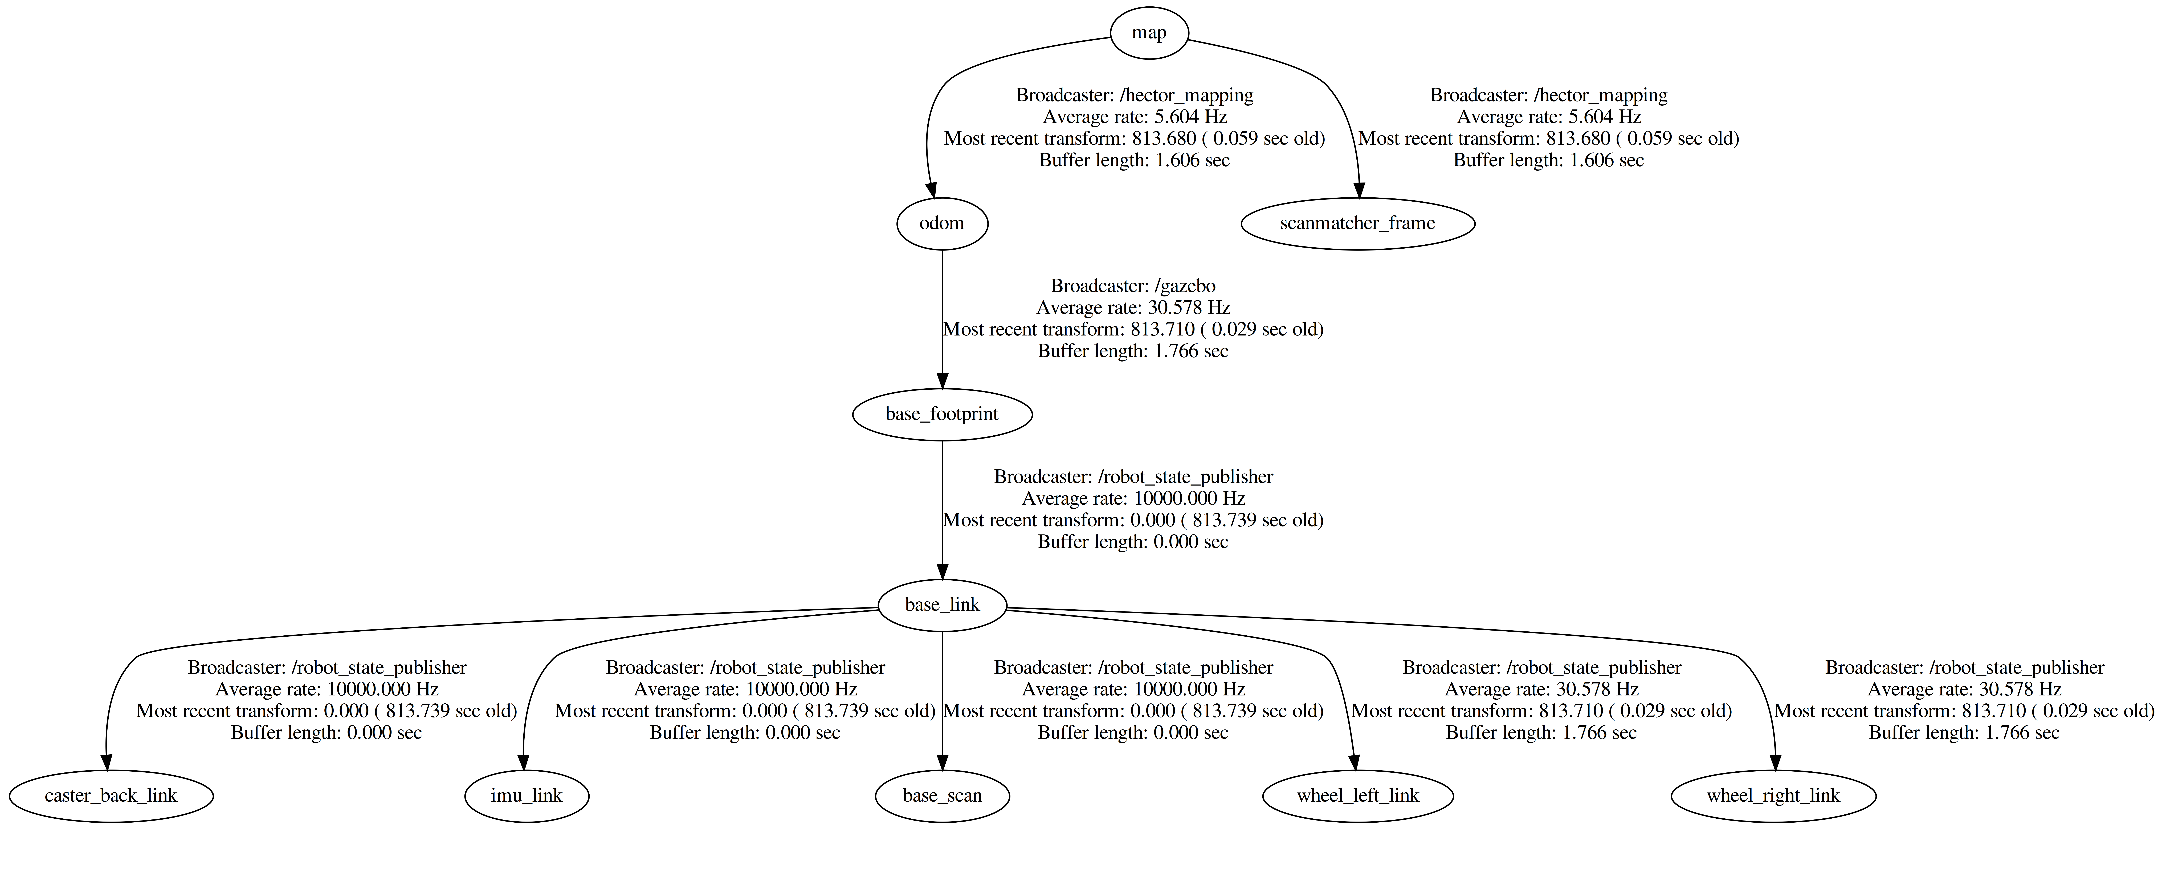 map
Broadcaster: /hector_mapping
Average rate: 5.604 Hz
Most recent transform: 813.680 ( 0.059 sec old)
Buffer length: 1.606 sec
Broadcaster: /hector_mapping
Average rate: 5.604 Hz
Most recent transform: 813.680 ( 0.059 sec old)
Buffer length: 1.606 sec
odom
scanmatcher_frame
Broadcaster: /gazebo
Average rate: 30.578 Hz
Most recent transform: 813.710 ( 0.029 sec old)
Buffer length: 1.766 sec
base_footprint
Broadcaster: /robot_state_publisher
Average rate: 10000.000 Hz
Most recent transform: 0.000 ( 813.739 sec old)
Buffer length: 0.000 sec
base_link
Broadcaster: /robot_state_publisher
Average rate: 10000.000 Hz
Most recent transform: 0.000 ( 813.739 sec old)
Buffer length: 0.000 sec
Broadcaster: /robot_state_publisher
Average rate: 10000.000 Hz
Most recent transform: 0.000 ( 813.739 sec old)
Buffer length: 0.000 sec
Broadcaster: /robot_state_publisher
Average rate: 10000.000 Hz
Most recent transform: 0.000 ( 813.739 sec old)
Buffer length: 0.000 sec
Broadcaster: /robot_state_publisher
Average rate: 30.578 Hz
Most recent transform: 813.710 ( 0.029 sec old)
Buffer length: 1.766 sec
Broadcaster: /robot_state_publisher
Average rate: 30.578 Hz
Most recent transform: 813.710 ( 0.029 sec old)
Buffer length: 1.766 sec
caster_back_link
imu_link
base_scan
wheel_left_link
wheel_right_link